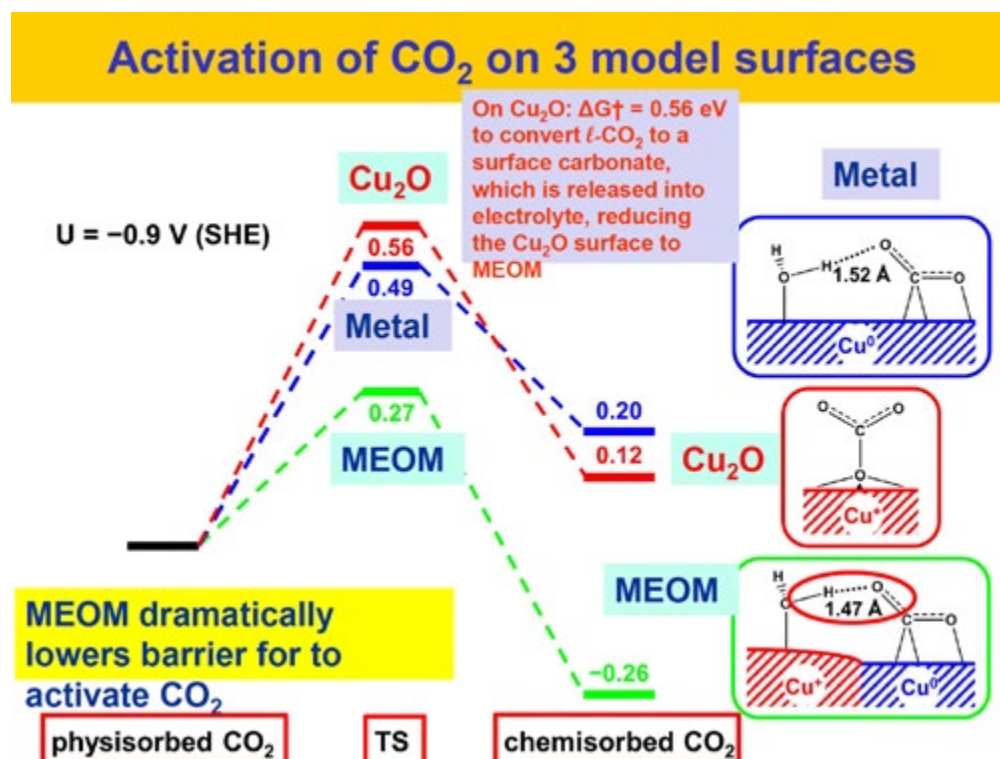 Activation of CO₂ on 3 model surfaces
On Cu₂O: ΔG† = 0.56 eV
to convert ℓ-CO₂ to a
surface carbonate,
which is released into
electrolyte, reducing
the Cu₂O surface to
MEOM
Cu₂O
Metal
U = −0.9 V (SHE)
0.56
0.49
Metal
0.27
MEOM
0.20
0.12
Cu₂O
MEOM
−0.26
H
O
H
1.52 Å
O
C
O
Cu⁰
O
O
C
O
Cu⁺
H
O
H
1.47 Å
O
C
O
Cu⁺
Cu⁰
MEOM dramatically
lowers barrier for to
activate CO₂
physisorbed CO₂
TS
chemisorbed CO₂